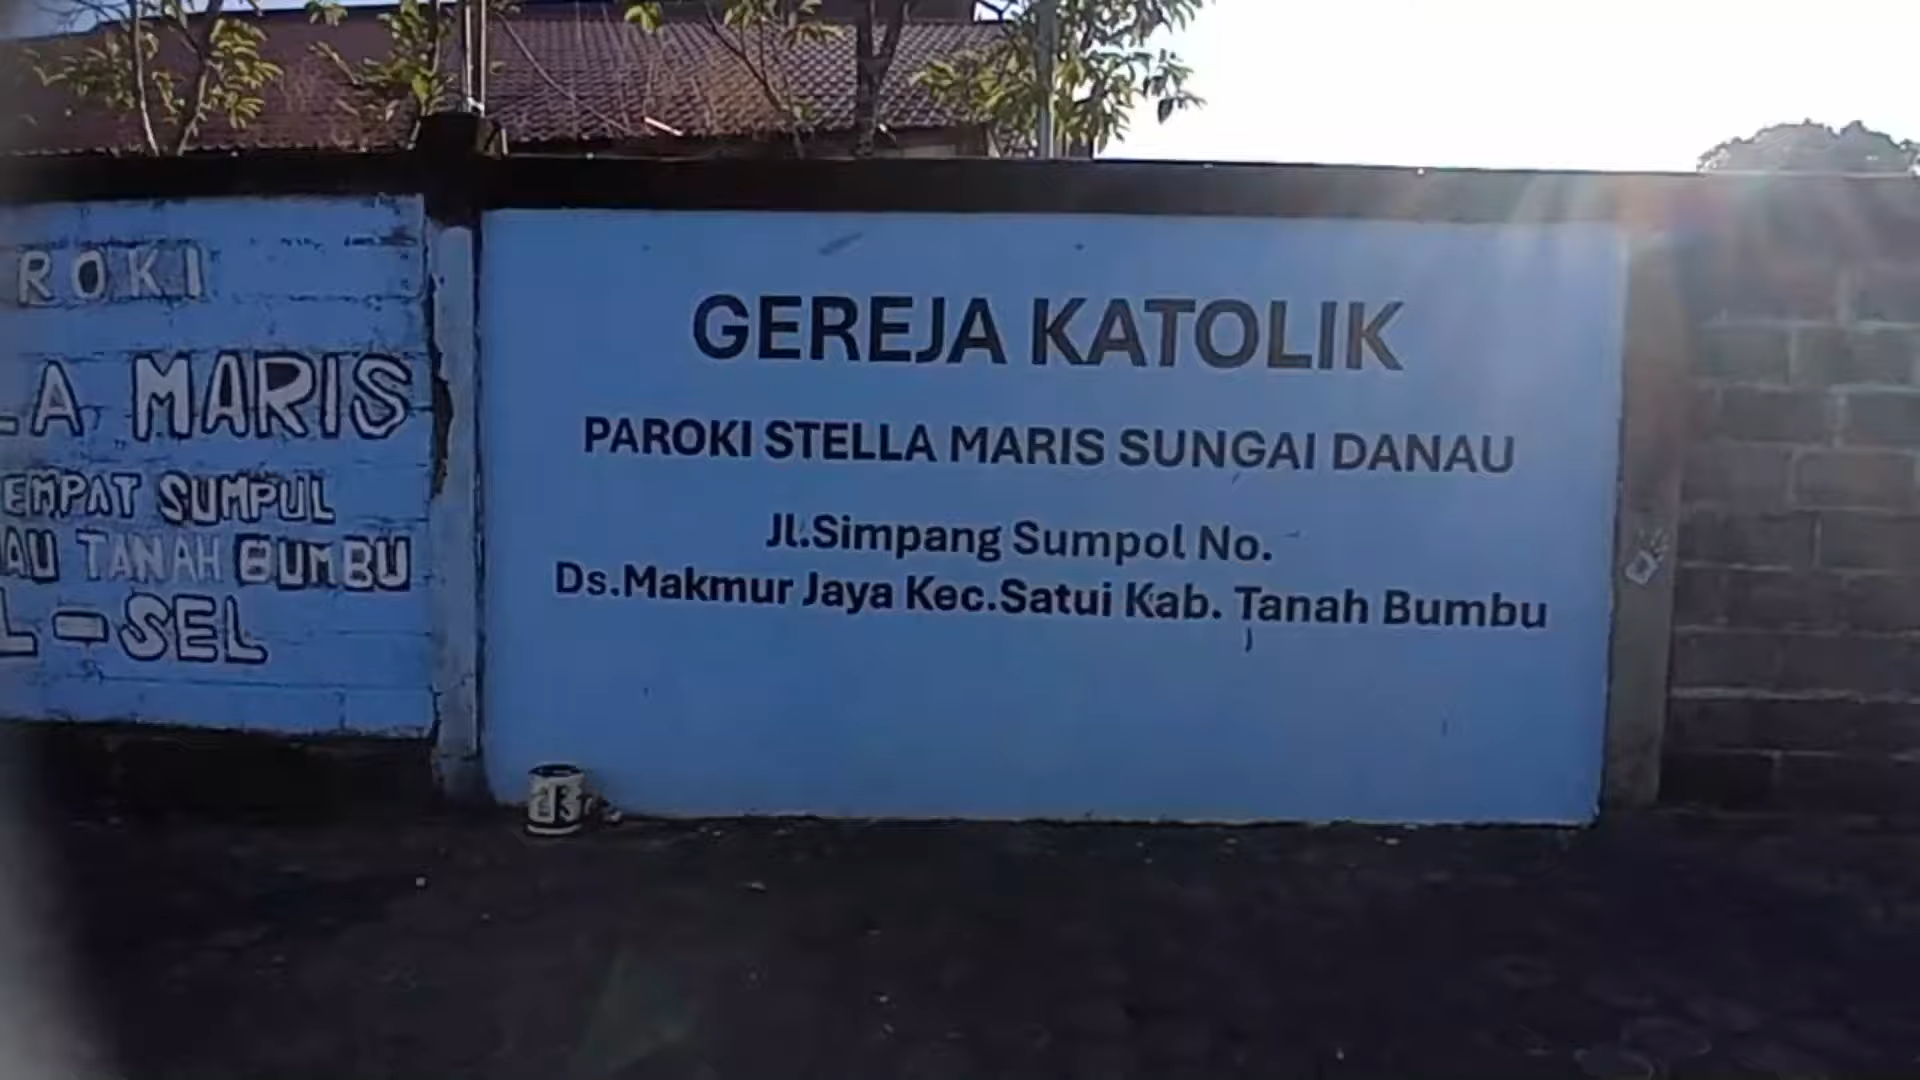 ROKI
LA MARIS
EMPAT SUMPUL
AU TANAH BUMBU
L-SEL
GEREJA KATOLIK
PAROKI STELLA MARIS SUNGAI DANAU
Jl.Simpang Sumpol No.
Ds.Makmur Jaya Kec.Satui Kab. Tanah Bumbu